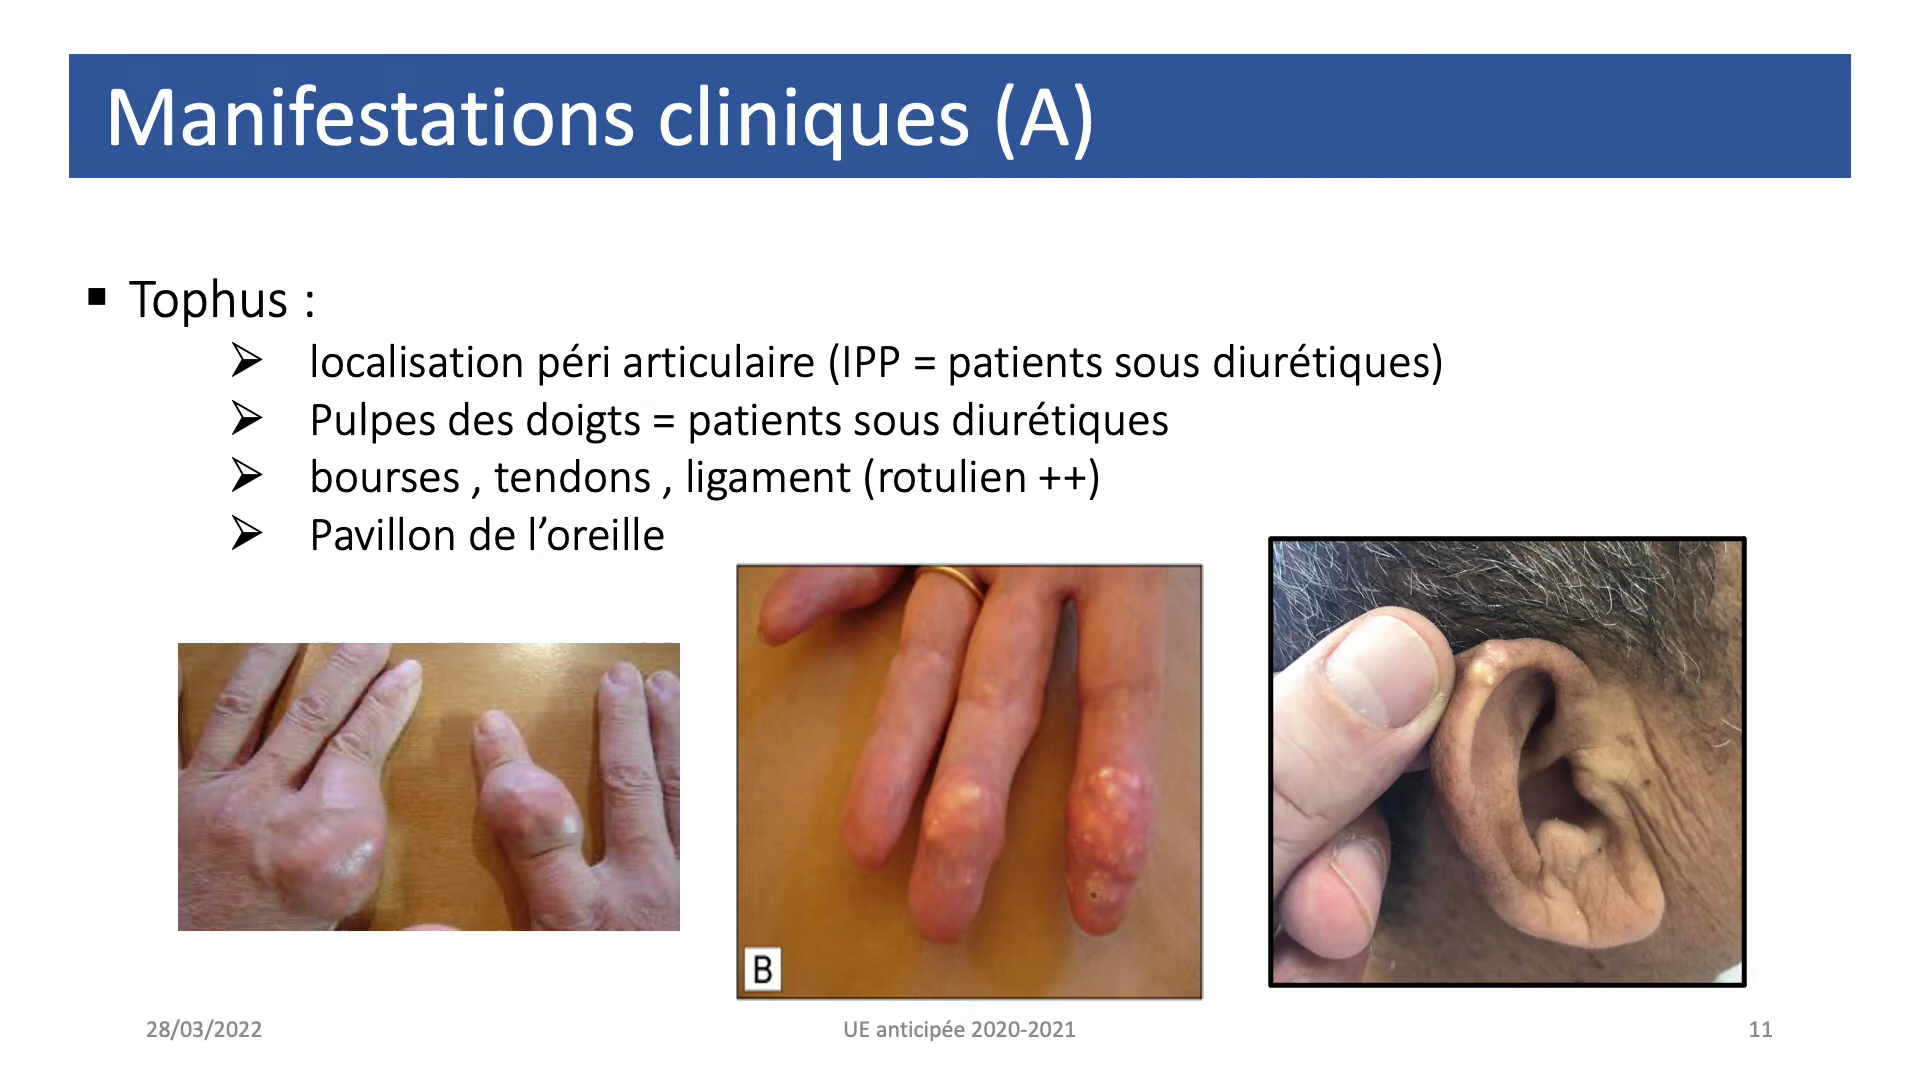 Manifestations cliniques (A)
▪ Tophus :
➢ localisation péri articulaire (IPP = patients sous diurétiques)
➢ Pulpes des doigts = patients sous diurétiques
➢ bourses , tendons , ligament (rotulien ++)
➢ Pavillon de l’oreille
B
28/03/2022
UE anticipée 2020-2021
11